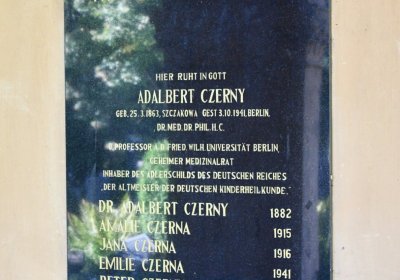 HIER RUHT IN GOTT
ADALBERT CZERNY
GEB. 25.3.1863, SZCZAKOWA GEST 3.10.1941, BERLIN,
DR. MED. DR. PHIL. H.C.
O. PROFESSOR A.D. FRIED. WILH. UNIVERSITÄT BERLIN,
GEHEIMER MEDIZINALRAT
INHABER DES ADLERSCHILDS DES DEUTSCHEN REICHES
„DER ALTMEISTER DER DEUTSCHEN KINDERHEILKUNDE."
DR. ADALBERT CZERNY 1882
AMALIE CZERNA 1915
JANA CZERNA 1916
EMILIE CZERNA 1941